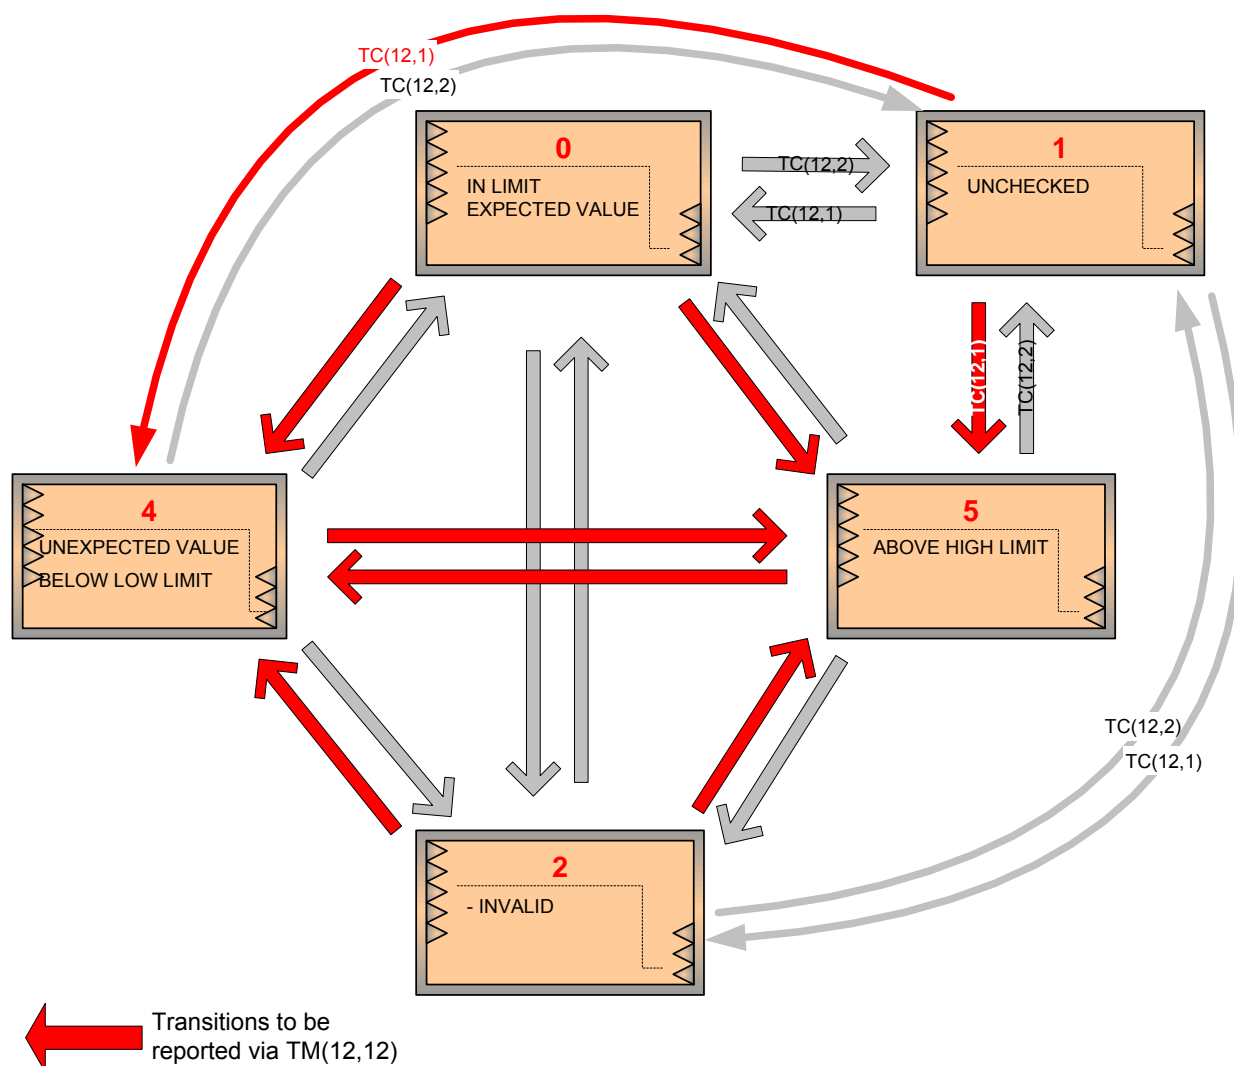 TC(12,1)
TC(12,2)
0
IN LIMIT
EXPECTED VALUE
TC(12,2)
TC(12,1)
1
UNCHECKED
TC(12,1)
TC(12,2)
4
UNEXPECTED VALUE
BELOW LOW LIMIT
5
ABOVE HIGH LIMIT
TC(12,2)
TC(12,1)
2
- INVALID
Transitions to be
reported via TM(12,12)